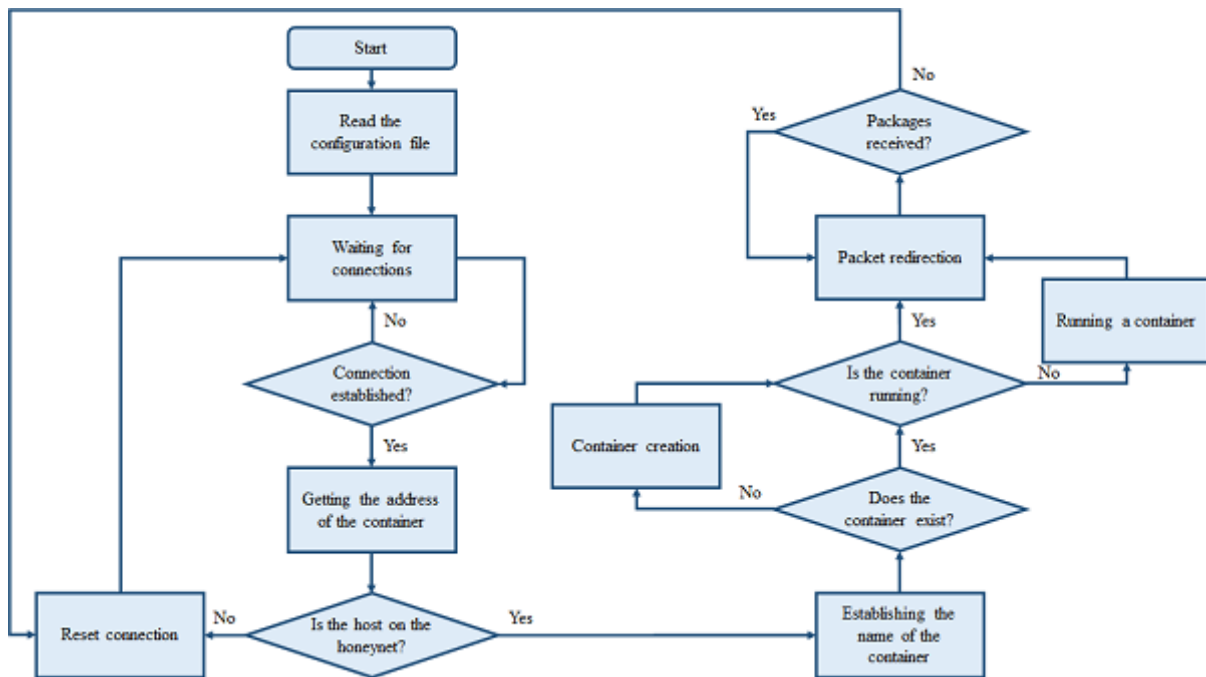 Start
Read the
configuration file
Waiting for
connections
No
Connection
established?
Yes
Getting the address
of the container
Is the host on the
honeynet?
No
Reset connection
Yes
Establishing the
name of the
container
Does the
container exist?
No
Container creation
Yes
Is the container
running?
No
Running a container
Yes
Packet redirection
Packages
received?
Yes
No